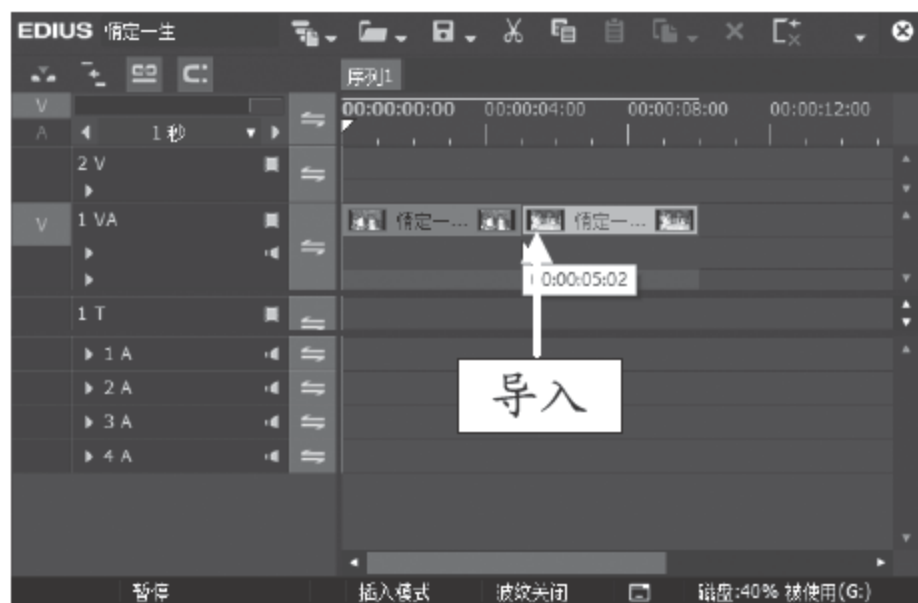 EDIUS 情定一生
序列1
V
00:00:00:00 00:00:04:00 00:00:08:00 00:00:12:00
A 1秒
2 V
V 1 VA 情定一... 情定一...
0:00:05:02
1 T
1 A
导入
2 A
3 A
4 A
暂停 插入模式 波纹关闭 磁盘:40% 被使用(G:)